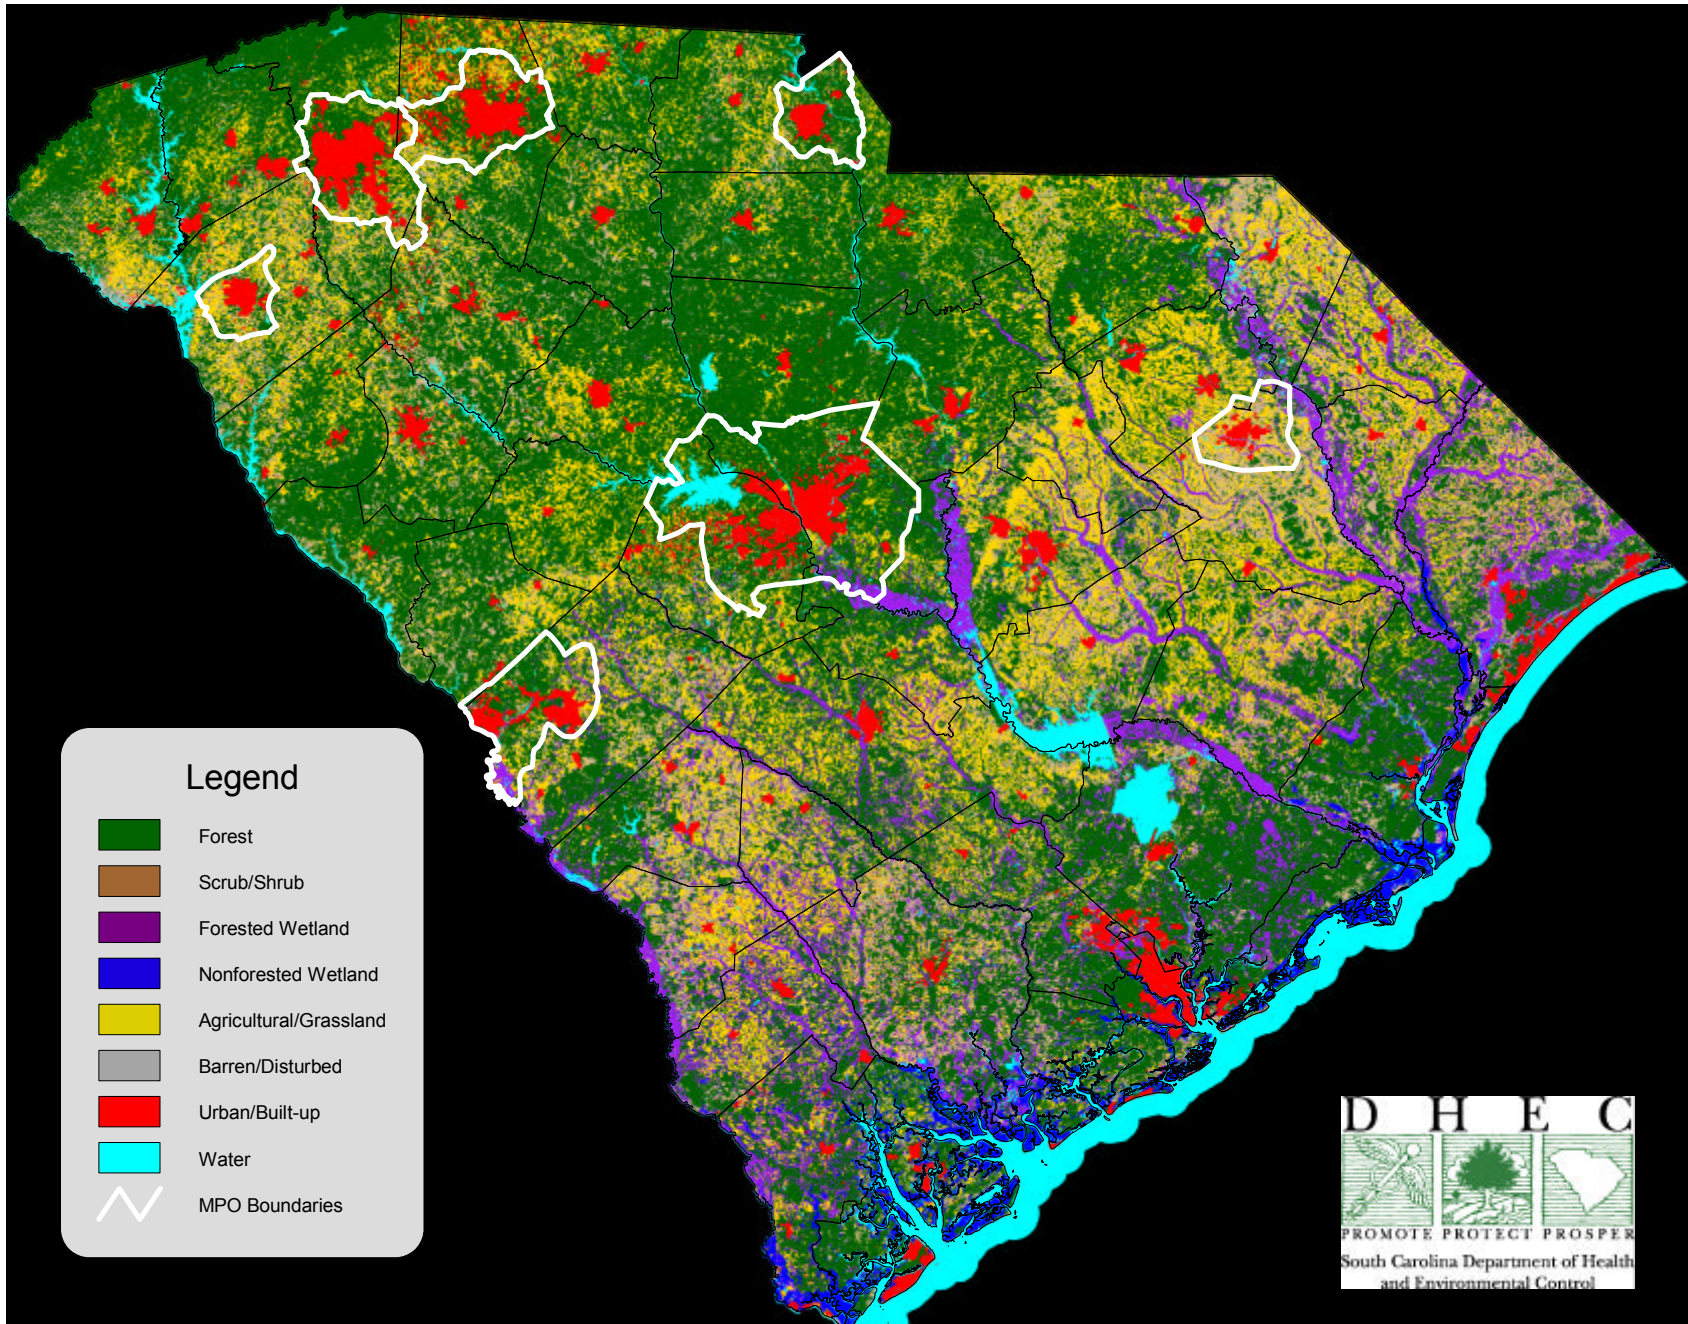 Legend
Forest
Scrub/Shrub
Forested Wetland
Nonforested Wetland
Agricultural/Grassland
Barren/Disturbed
Urban/Built-up
Water
MPO Boundaries
D H E C
PROMOTE PROTECT PROSPER
South Carolina Department of Health
and Environmental Control